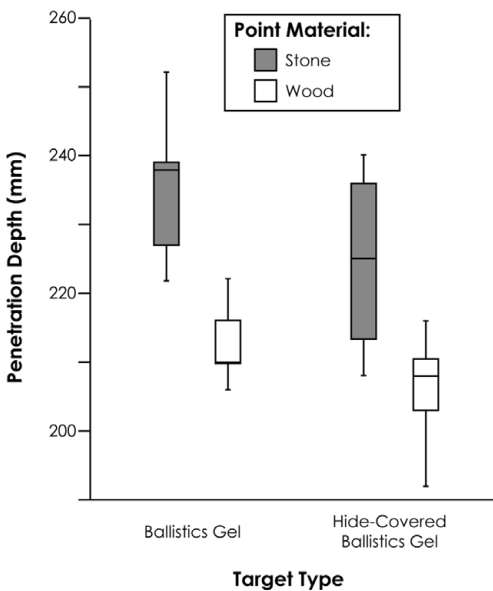 260
Point Material:
Stone
Wood
240
220
200
Penetration Depth (mm)
Ballistics Gel
Hide-Covered
Ballistics Gel
Target Type